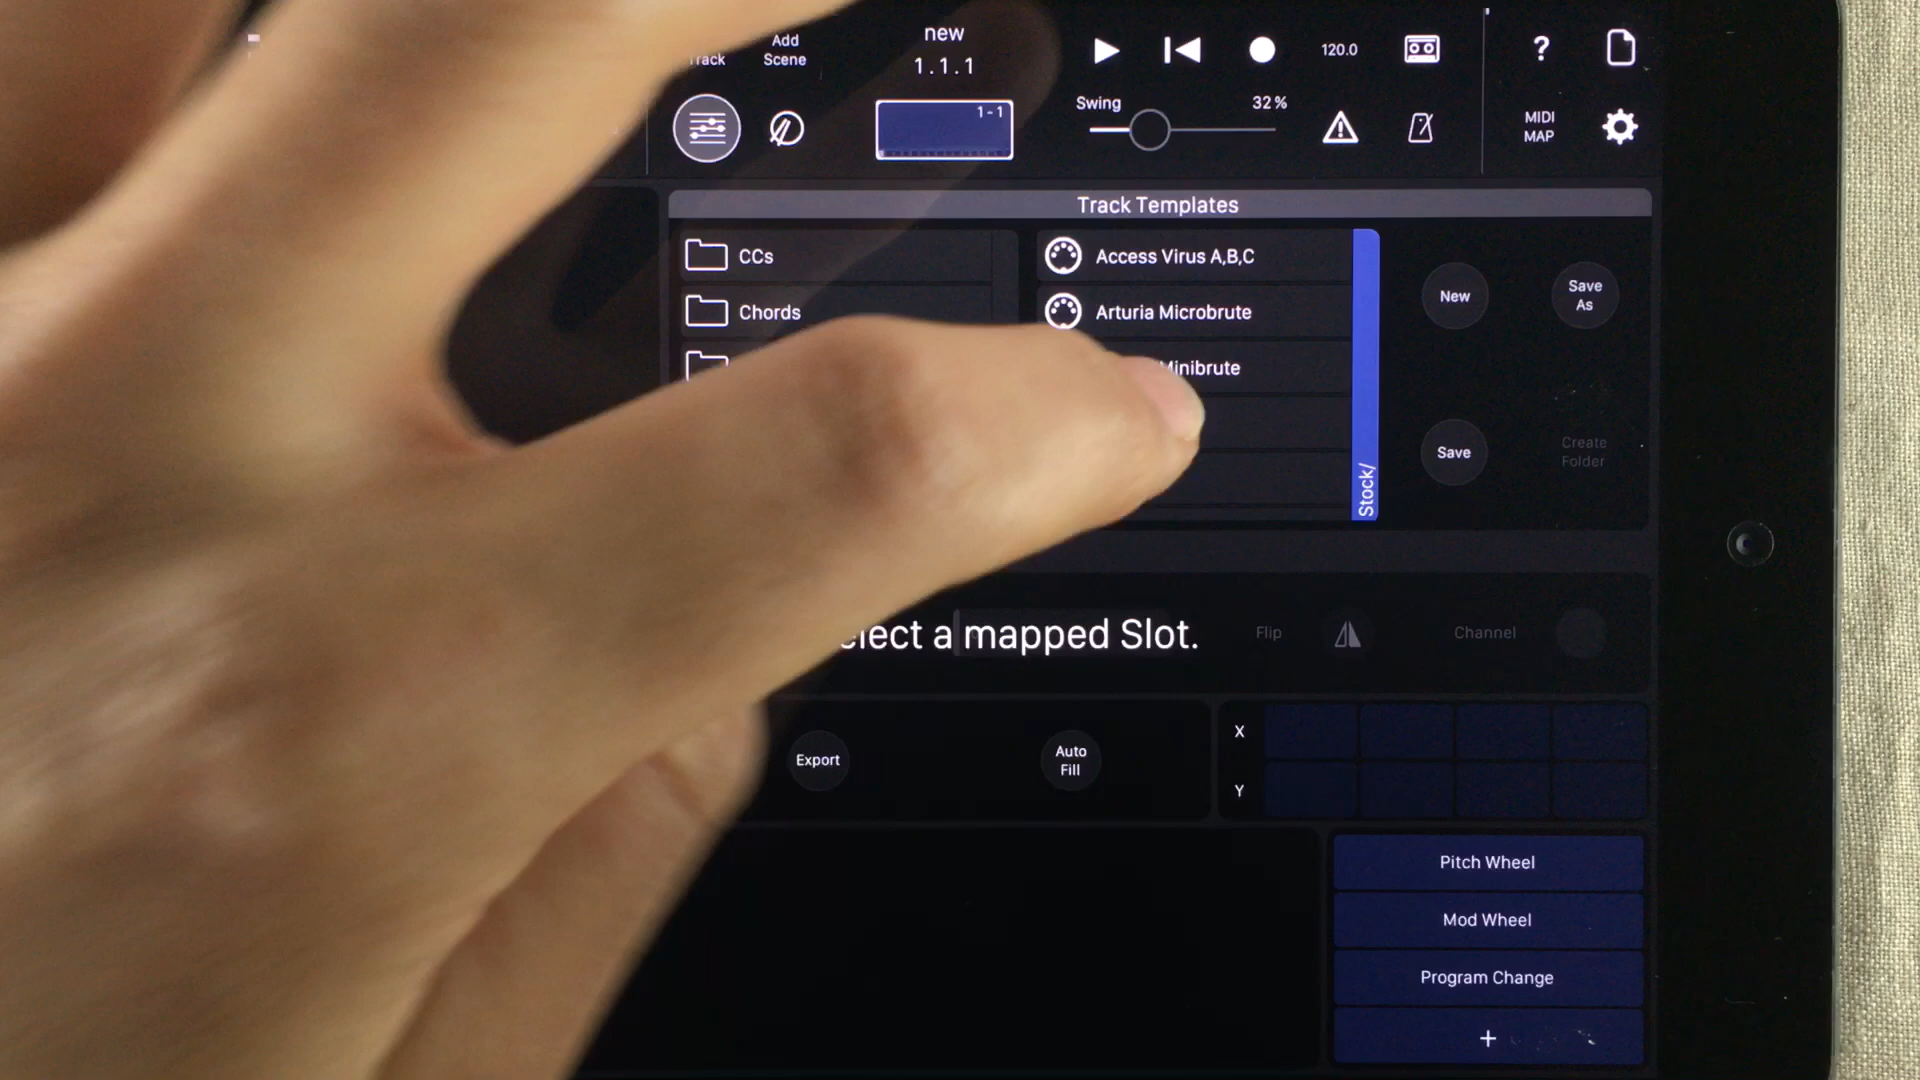 new
1.1.1
Add
Scene
120.0
?
1-1
Swing
32%
MIDI
MAP
Track Templates
CCs
Access Virus A,B,C
Chords
Arturia Microbrute
Minibrute
New
Save
As
Save
Create
Folder
Stock/
a mapped Slot.
Flip
Channel
Export
Auto
Fill
X
Y
Pitch Wheel
Mod Wheel
Program Change
+